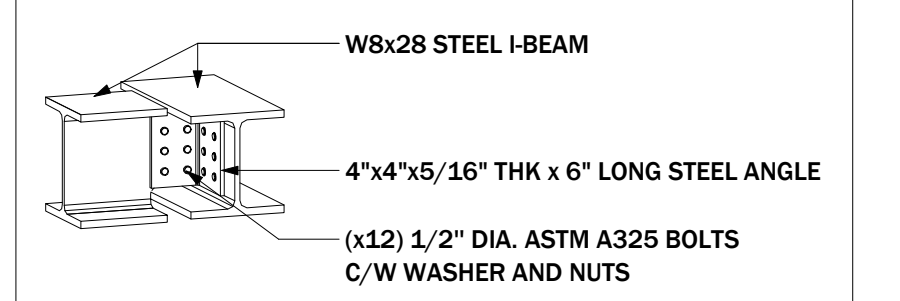 W8x28 STEEL I-BEAM
4"x4"x5/16" THK x 6" LONG STEEL ANGLE
(x12) 1/2" DIA. ASTM A325 BOLTS
C/W WASHER AND NUTS